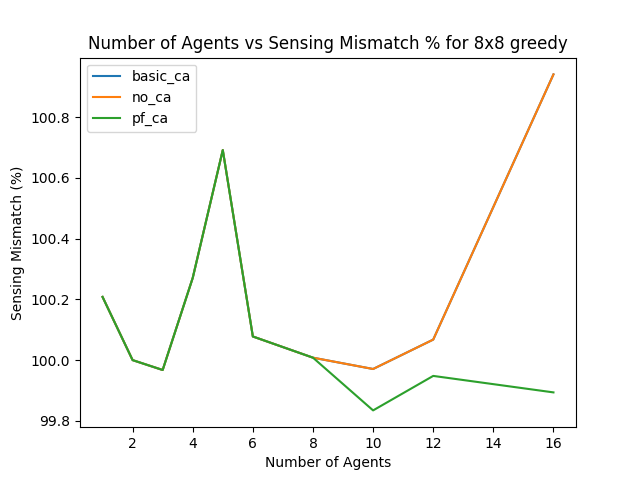 Number of Agents vs Sensing Mismatch % for 8x8 greedy
basic_ca
no_ca
pf_ca
Sensing Mismatch (%)
100.8
100.6
100.4
100.2
100.0
99.8
2 4 6 8 10 12 14 16
Number of Agents